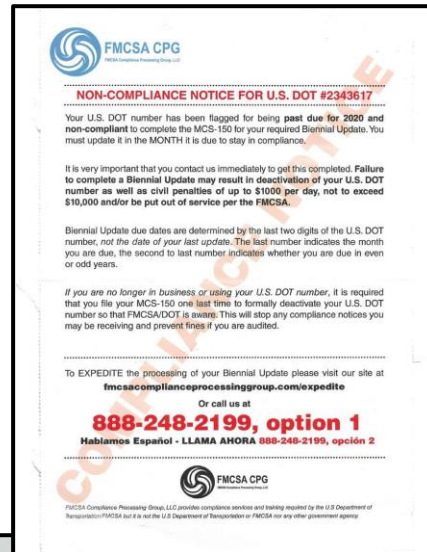 FMCSA CPG
FMCSA Compliance Processing Group, LLC
NON-COMPLIANCE NOTICE FOR U.S. DOT #2343617
Your U.S. DOT number has been flagged for being past due for 2020 and
non-compliant to complete the MCS-150 for your required Biennial Update. You
must update it in the MONTH it is due to stay in compliance.
It is very important that you contact us immediately to get this completed. Failure
to complete a Biennial Update may result in deactivation of your U.S. DOT
number as well as civil penalties of up to $1000 per day, not to exceed
$10,000 and/or be put out of service per the FMCSA.
Biennial Update due dates are determined by the last two digits of the U.S. DOT
number, not the date of your last update. The last number indicates the month
you are due, the second to last number indicates whether you are due in even
or odd years.
If you are no longer in business or using your U.S. DOT number, it is required
that you file your MCS-150 one last time to formally deactivate your U.S. DOT
number so that FMCSA/DOT is aware. This will stop any compliance notices you
may be receiving and prevent fines if you are audited.
To EXPEDITE the processing of your Biennial Update please visit our site at
fmcsacomplianceprocessinggroup.com/expedite
Or call us at
888-248-2199, option 1
Hablamos Español - LLAMA AHORA 888-248-2199, opción 2
FMCSA CPG
FMCSA Compliance Processing Group, LLC provides compliance services and training required by the U.S Department of
Transportation/FMCSA but it is not the U.S Department of Transportation or FMCSA nor any other government agency.
COMPLIANCE NOTICE